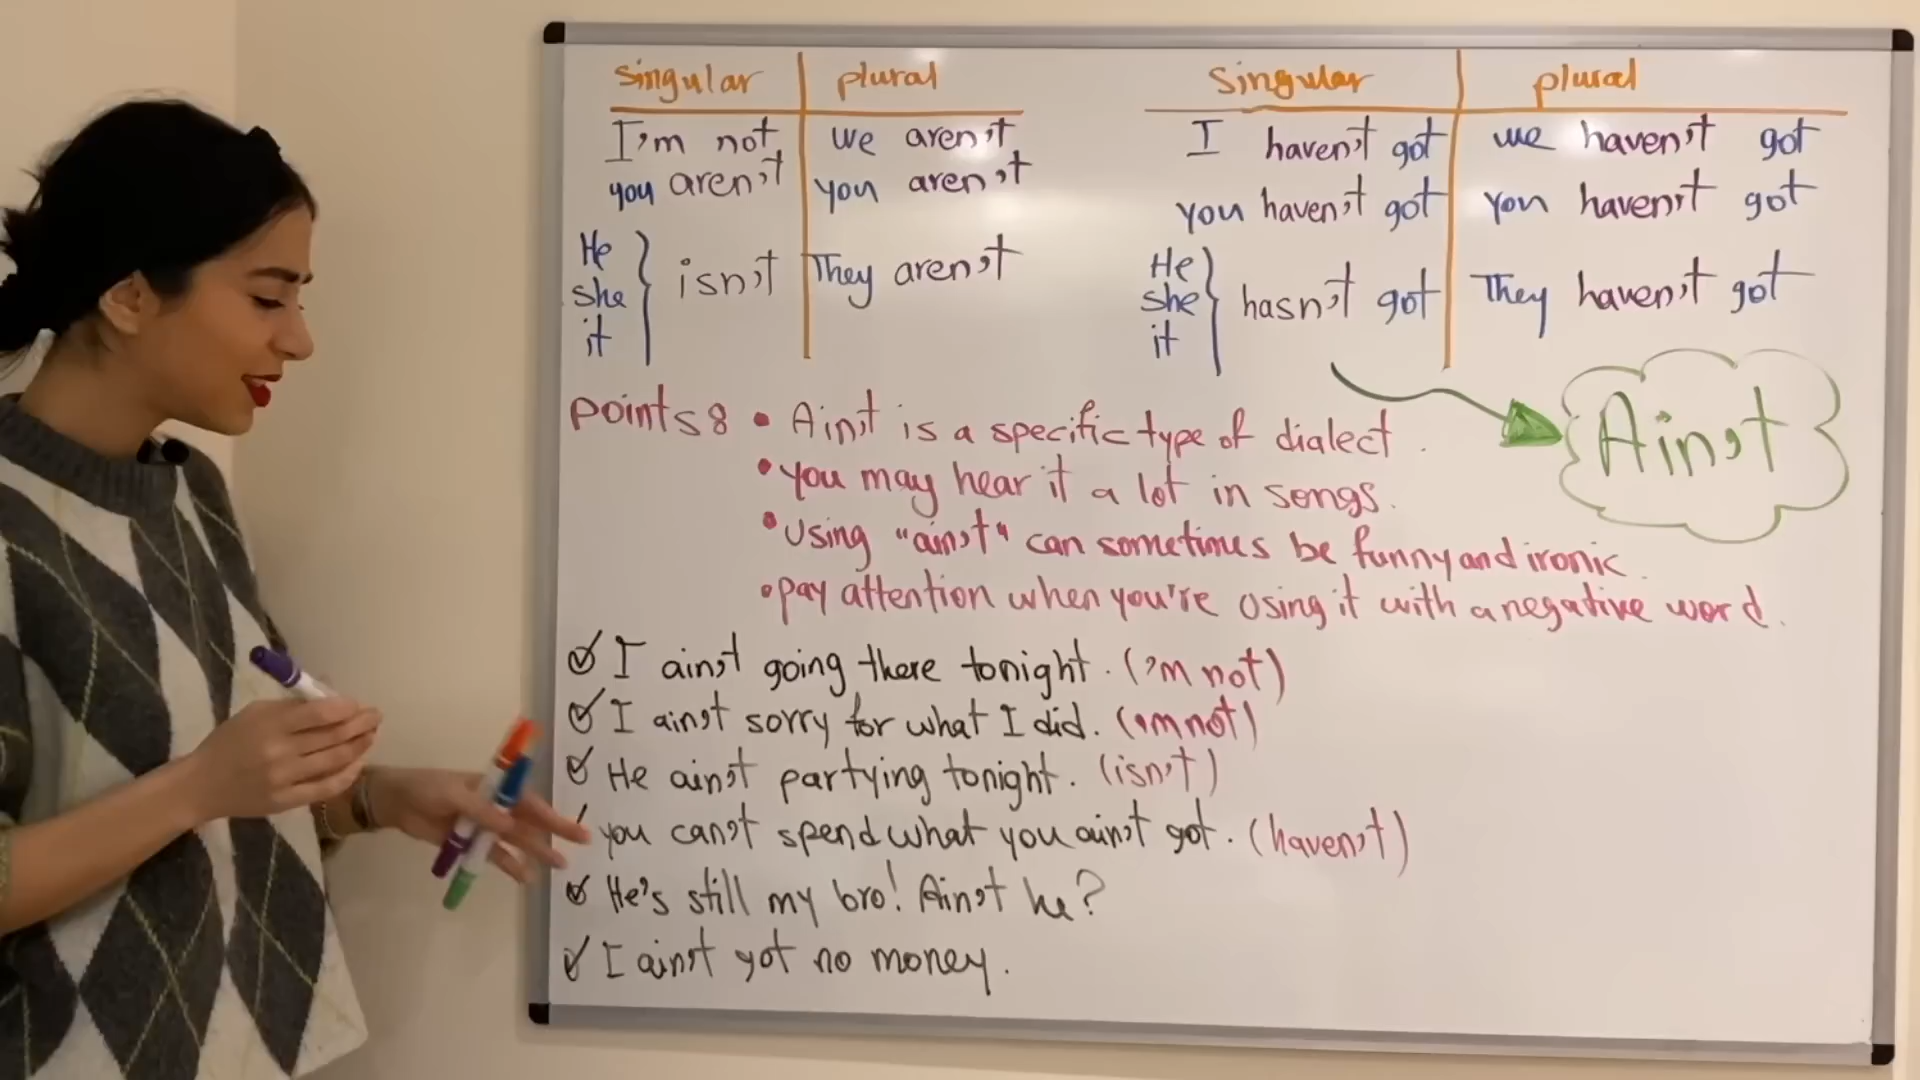 singular plural
I'm not we aren't
you aren't you aren't
He
she isn't They aren't
it
Singular plural
I haven't got we haven't got
you haven't got you haven't got
He
she hasn't got They haven't got
it
Ain't
points: • Ain't is a specific type of dialect.
• you may hear it a lot in songs.
• Using "ain't" can sometimes be funny and ironic.
• pay attention when you're using it with a negative word.
I ain't going there tonight. ('m not)
I ain't sorry for what I did. ('m not)
He ain't partying tonight. (isn't)
you can't spend what you ain't got. (haven't)
He's still my bro! Ain't he?
I ain't got no money.